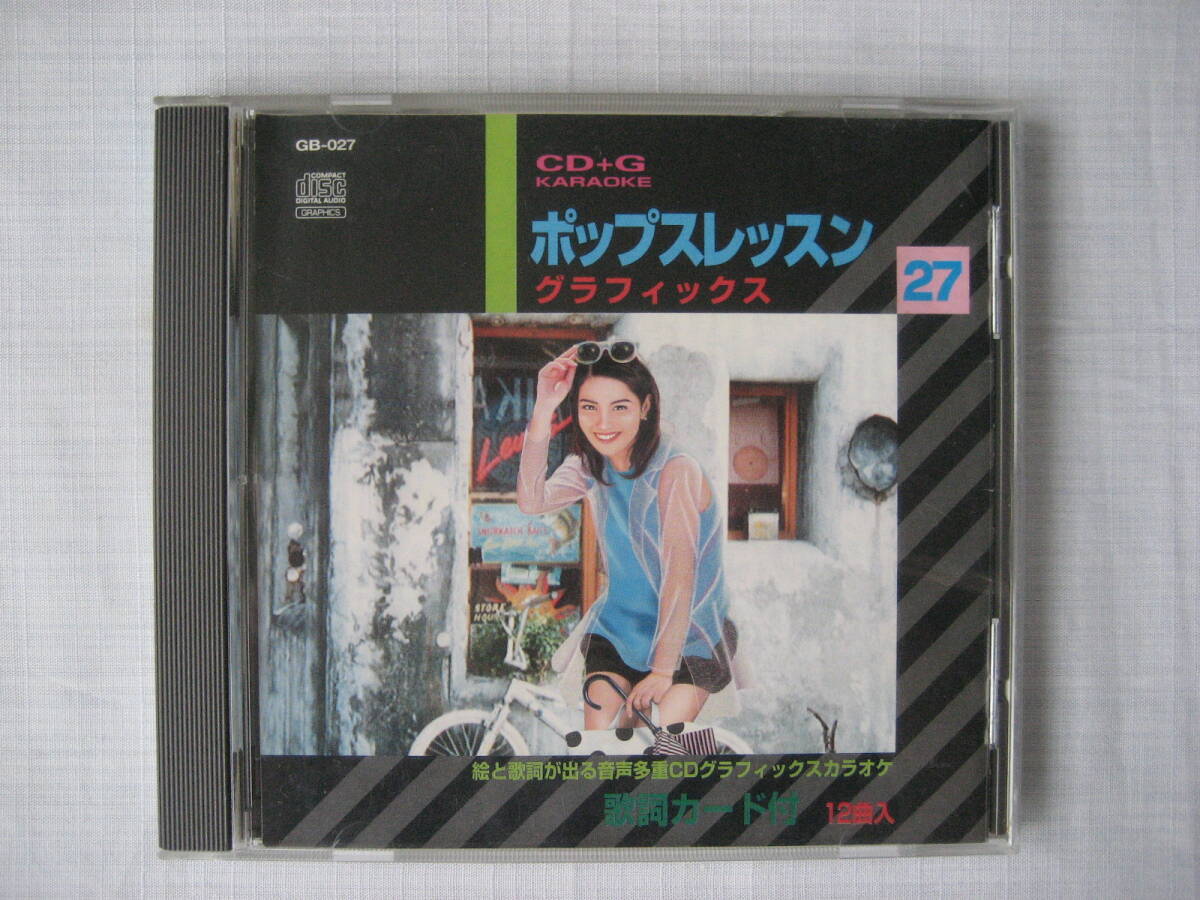 GB-027
COMPACT
disc
DIGITAL AUDIO
GRAPHICS
CD+G
KARAOKE
ポップスレッスン
グラフィックス
27
STORE
絵と歌詞が出る音声多重CDグラフィックスカラオケ
歌詞カード付 12曲入